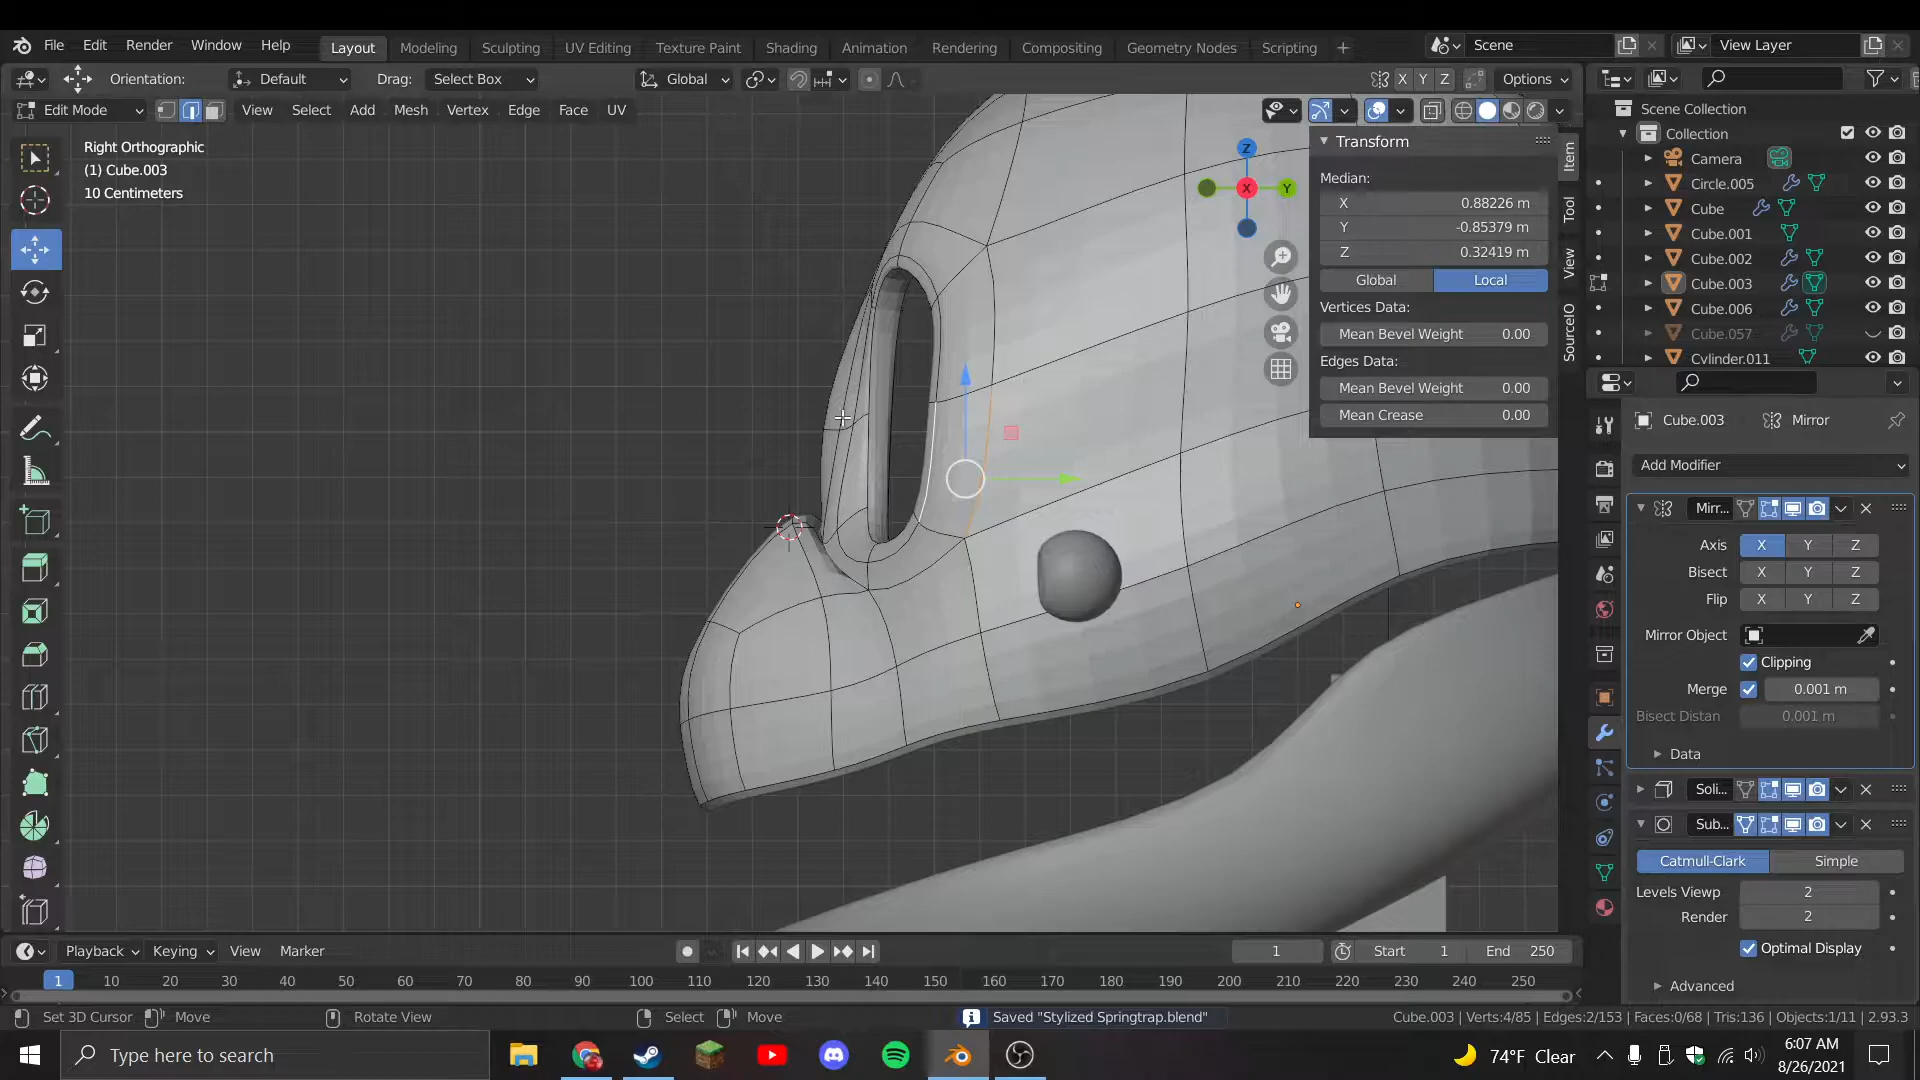 File Edit Render Window Help Layout Modeling Sculpting UV Editing Texture Paint Shading Animation Rendering Compositing Geometry Nodes Scripting + Scene View Layer
Orientation: Default Drag: Select Box Global X Y Z Options
Edit Mode View Select Add Mesh Vertex Edge Face UV
Right Orthographic
(1) Cube.003
10 Centimeters
Z
X
Y
Transform
Median:
X 0.88226 m
Y -0.85379 m
Z 0.32419 m
Global Local
Vertices Data:
Mean Bevel Weight 0.00
Edges Data:
Mean Bevel Weight 0.00
Mean Crease 0.00
Item
Tool
View
SourceIO
Scene Collection
Collection
Camera
Circle.005
Cube
Cube.001
Cube.002
Cube.003
Cube.006
Cube.057
Cylinder.011
Cube.003 Mirror
Add Modifier
Mirr...
Axis X Y Z
Bisect X Y Z
Flip X Y Z
Mirror Object
Clipping
Merge 0.001 m
Bisect Distan 0.001 m
Data
Soli...
Sub...
Catmull-Clark Simple
Levels Viewp 2
Render 2
Optimal Display
Advanced
Playback Keying View Marker 1 Start 1 End 250
1 10 20 30 40 50 60 70 80 90 100 110 120 130 140 150 160 170 180 190 200 210 220 230 240 250
Set 3D Cursor Move Rotate View Select Move Saved "Stylized Springtrap.blend" Cube.003 | Verts:4/85 | Edges:2/153 | Faces:0/68 | Tris:136 | Objects:1/11 | 2.93.3
Type here to search 74°F Clear 6:07 AM
8/26/2021